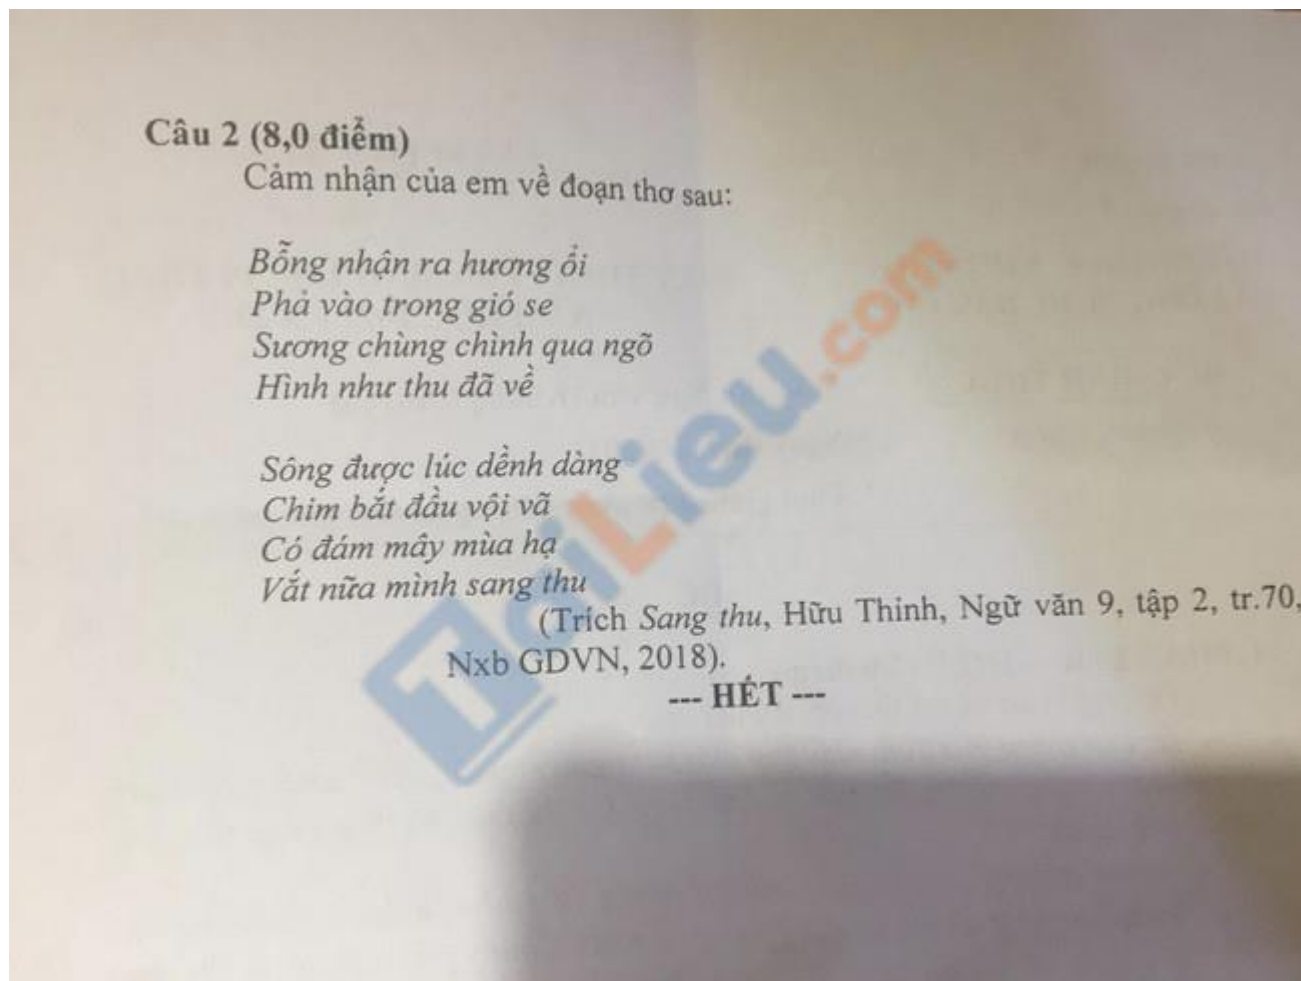 Câu 2 (8,0 điểm)
Cảm nhận của em về đoạn thơ sau:
Bỗng nhận ra hương ổi
Phả vào trong gió se
Sương chùng chình qua ngõ
Hình như thu đã về
Sông được lúc dềnh dàng
Chim bắt đầu vội vã
Có đám mây mùa hạ
Vắt nữa mình sang thu
(Trích Sang thu, Hữu Thỉnh, Ngữ văn 9, tập 2, tr.70,
Nxb GDVN, 2018).
--- HẾT ---
TaiLieu.com